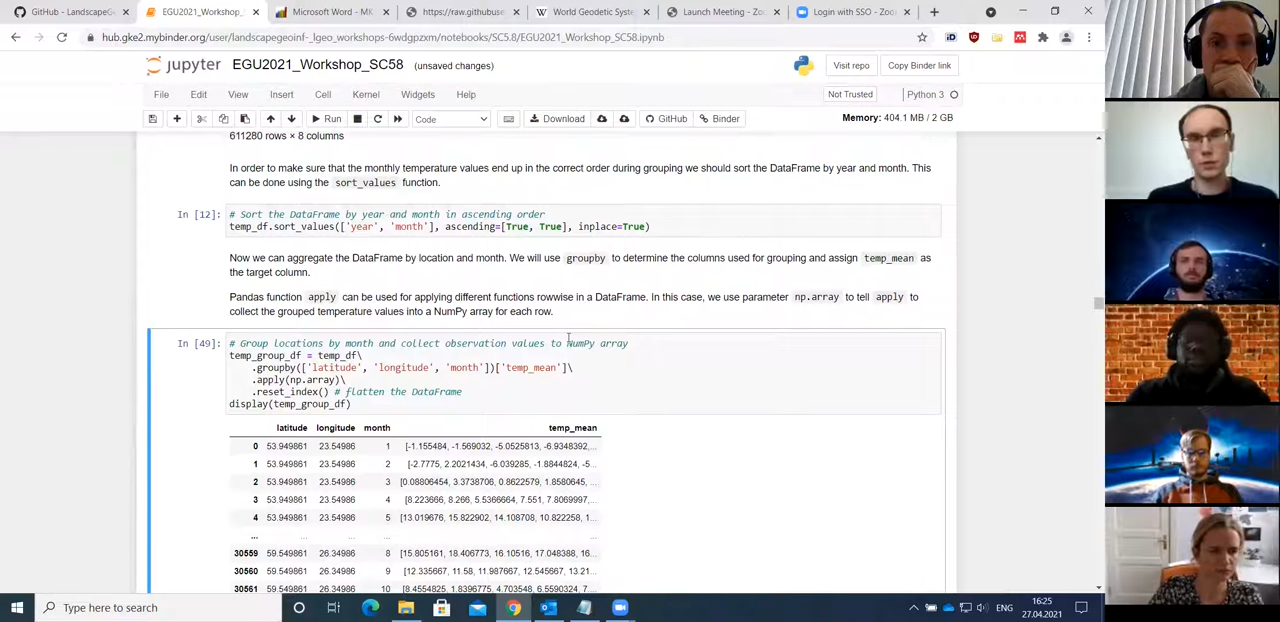 GitHub - LandscapeGe
EGU2021_Workshop_
Microsoft Word – MK
https://raw.githubuse
World Geodetic Syste
Launch Meeting - Zoo
Login with SSO - Zoo
hub.gke2.mybinder.org/user/landscapegeoinf-_lgeo_workshops-6wdgpzxm/notebooks/SC5.8/EGU2021_Workshop_SC58.ipynb
jupyter EGU2021_Workshop_SC58 (unsaved changes)
Visit repo Copy Binder link
File Edit View Insert Cell Kernel Widgets Help
Not Trusted Python 3
Run Code Download GitHub Binder
Memory: 404.1 MB / 2 GB
611280 rows × 8 columns
In order to make sure that the monthly temperature values end up in the correct order during grouping we should sort the DataFrame by year and month. This
can be done using the sort_values function.
In [12]: # Sort the DataFrame by year and month in ascending order
temp_df.sort_values(['year', 'month'], ascending=[True, True], inplace=True)
Now we can aggregate the DataFrame by location and month. We will use groupby to determine the columns used for grouping and assign temp_mean as
the target column.
Pandas function apply can be used for applying different functions rowwise in a DataFrame. In this case, we use parameter np.array to tell apply to
collect the grouped temperature values into a NumPy array for each row.
In [49]: # Group locations by month and collect observation values to NumPy array
temp_group_df = temp_df\
.groupby(['latitude', 'longitude', 'month'])['temp_mean']\
.apply(np.array)\
.reset_index() # flatten the DataFrame
display(temp_group_df)
latitude longitude month temp_mean
0 53.949861 23.54986 1 [-1.155484, -1.569032, -5.0525813, -6.9348392,...
1 53.949861 23.54986 2 [-2.7775, 2.2021434, -6.039285, -1.8844824, -5...
2 53.949861 23.54986 3 [0.08806454, 3.3738706, 0.8622579, 1.8580645,...
3 53.949861 23.54986 4 [8.223666, 8.266, 5.5366664, 7.551, 7.8069997,...
4 53.949861 23.54986 5 [13.019676, 15.822902, 14.108708, 10.822258, 1...
... ... ... ... ...
30559 59.549861 26.34986 8 [15.805161, 18.406773, 16.10516, 17.048388, 16...
30560 59.549861 26.34986 9 [12.335667, 11.58, 11.987667, 12.545667, 13.21...
30561 59.549861 26.34986 10 [8.4554825, 1.8396775, 4.703548, 6.5590324, 7...
Type here to search
ENG
16:25
27.04.2021